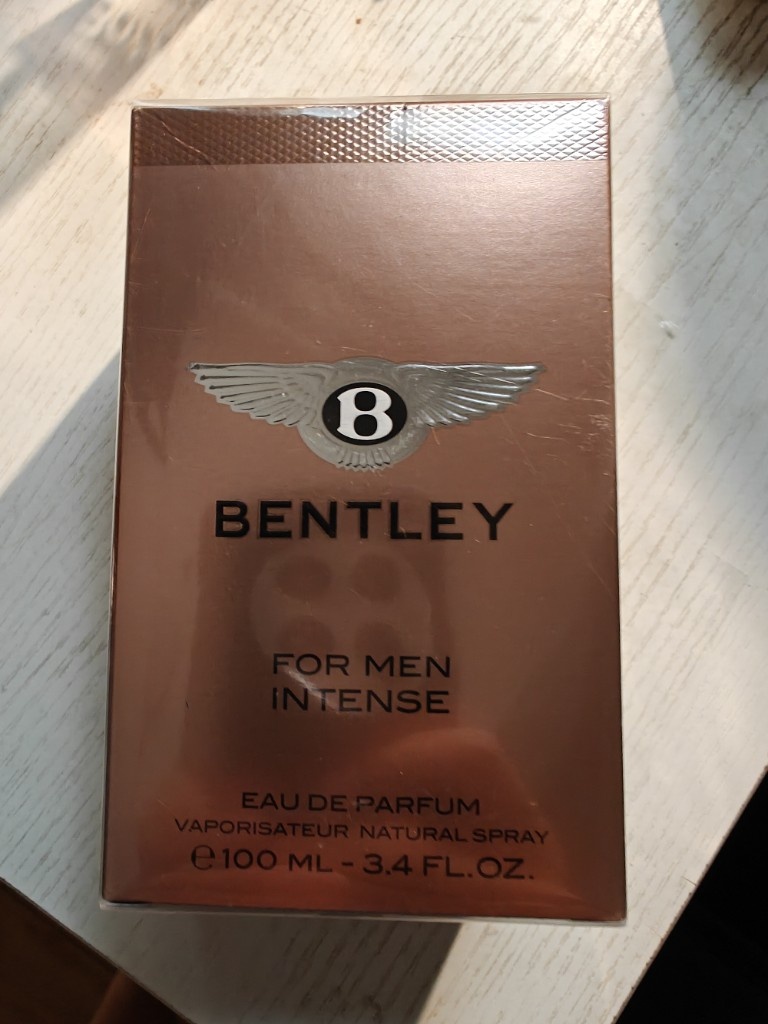 B
BENTLEY
FOR MEN
INTENSE
EAU DE PARFUM
VAPORISATEUR NATURAL SPRAY
℮ 100 ML - 3.4 FL.OZ.